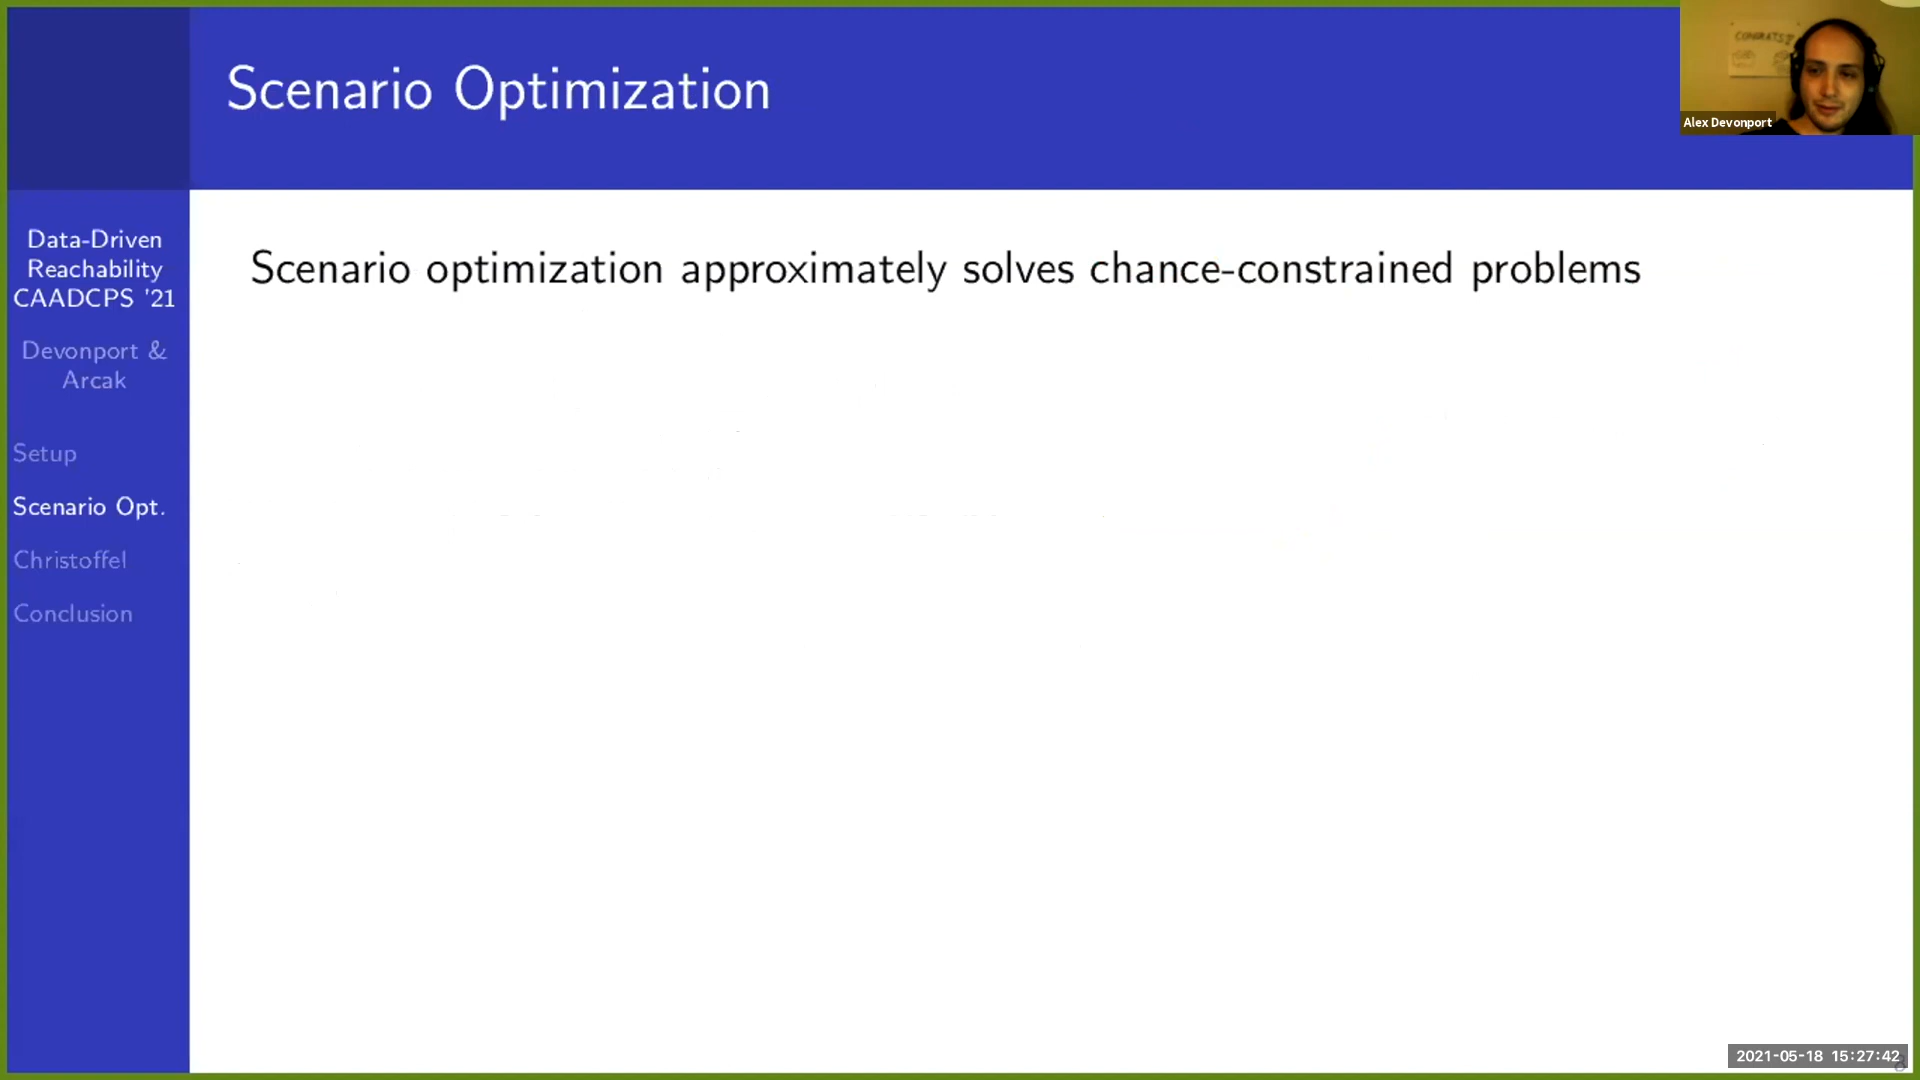 Scenario Optimization
CONGRATS
Alex Devonport
Data-Driven
Reachability
CAADCPS '21
Devonport &
Arcak
Setup
Scenario Opt.
Christoffel
Conclusion
Scenario optimization approximately solves chance-constrained problems
2021-05-18 15:27:42